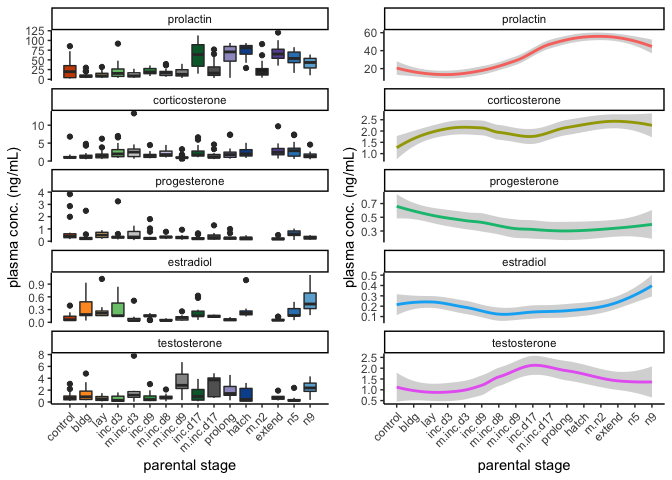 prolactin
125
100
75
50
25
0
corticosterone
10
5
0
progesterone
4
3
2
1
0
estradiol
0.9
0.6
0.3
0.0
testosterone
8
6
4
2
0
plasma conc. (ng/mL)
control
bldg
lay
inc.d3
m.inc.d3
inc.d9
m.inc.d8
m.inc.d9
inc.d17
m.inc.d17
prolong
hatch
m.n2
extend
n5
n9
parental stage
prolactin
60
40
20
corticosterone
2.5
2.0
1.5
1.0
progesterone
0.7
0.5
0.3
estradiol
0.5
0.4
0.3
0.2
0.1
testosterone
2.5
2.0
1.5
1.0
0.5
plasma conc. (ng/mL)
control
bldg
lay
inc.d3
m.inc.d3
inc.d9
m.inc.d8
m.inc.d9
inc.d17
m.inc.d17
prolong
hatch
m.n2
extend
n5
n9
parental stage